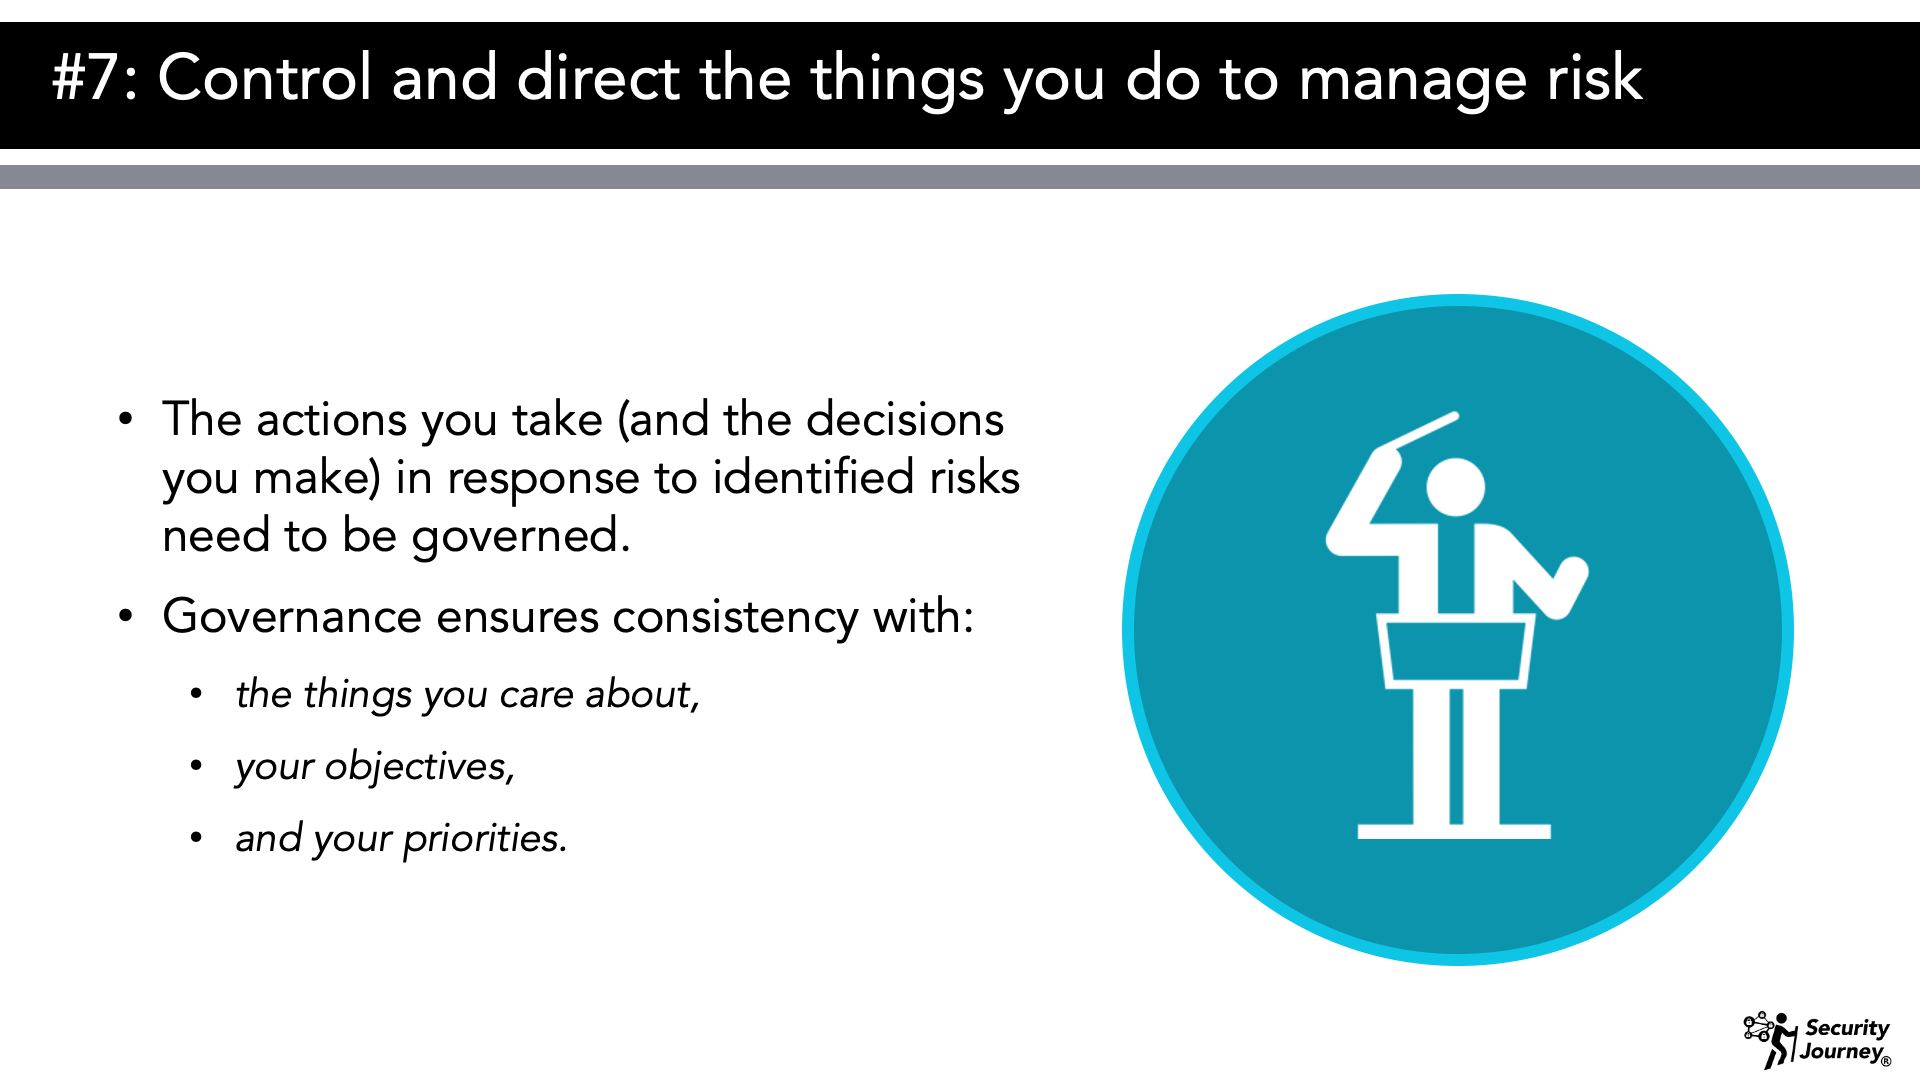 #7: Control and direct the things you do to manage risk
• The actions you take (and the decisions
you make) in response to identified risks
need to be governed.
• Governance ensures consistency with:
• the things you care about,
• your objectives,
• and your priorities.
Security
Journey®